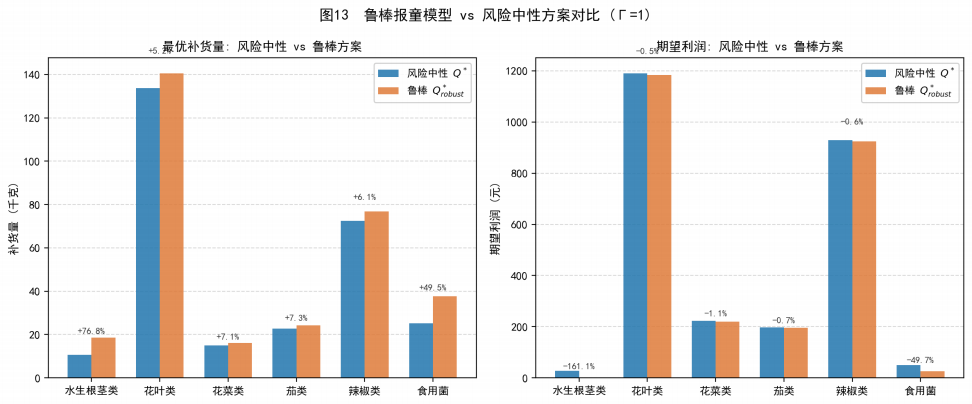 图13 鲁棒报童模型 vs 风险中性方案对比 (Γ=1)
最优补货量: 风险中性 vs 鲁棒方案
补货量 (千克)
140
120
100
80
60
40
20
0
+76.8%
+7.1%
+7.3%
+6.1%
+49.5%
风险中性 Q*
鲁棒 Q*robust
水生根茎类 花叶类 花菜类 茄类 辣椒类 食用菌
期望利润: 风险中性 vs 鲁棒方案
期望利润 (元)
1200
1000
800
600
400
200
0
-161.1%
-0.5%
-1.1%
-0.7%
-0.6%
-49.7%
风险中性 Q*
鲁棒 Q*robust
水生根茎类 花叶类 花菜类 茄类 辣椒类 食用菌